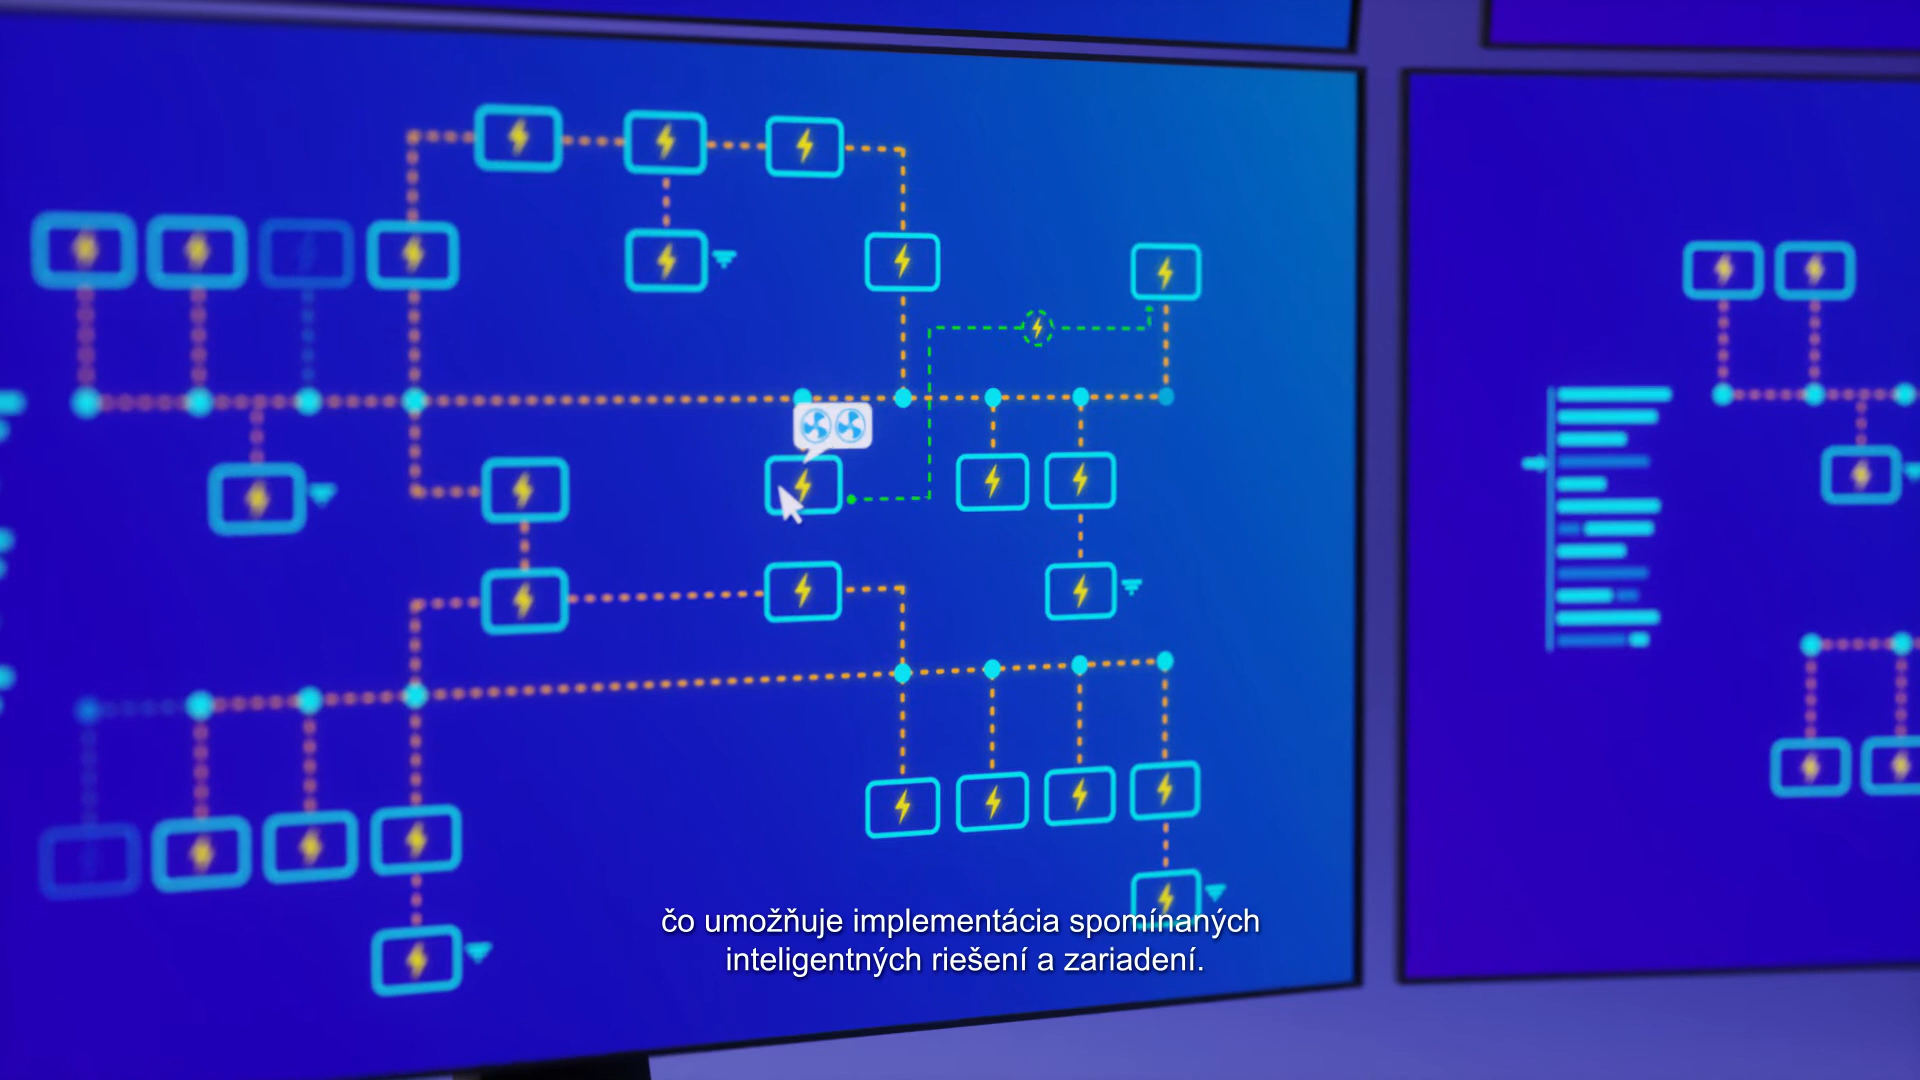 čo umožňuje implementácia spomínaných
inteligentných riešení a zariadení.